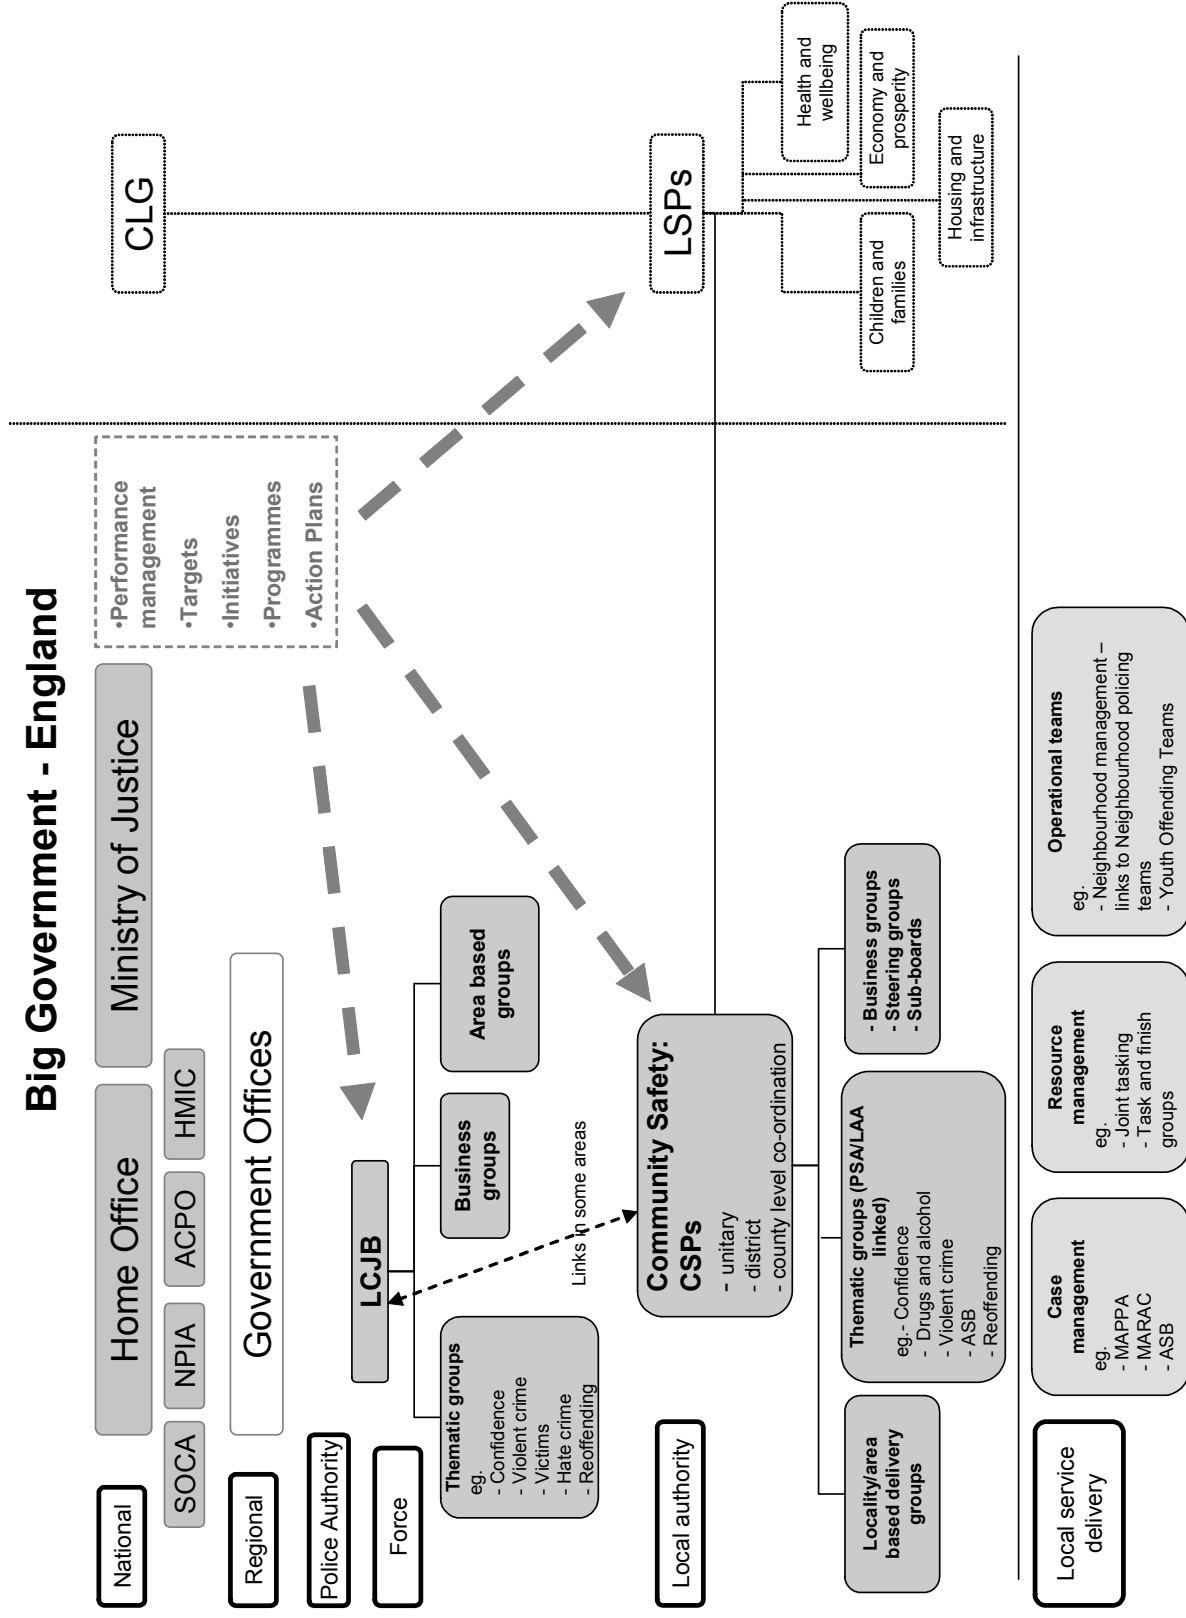 Big Government - England
National
Home Office
Ministry of Justice
•Performance
management
•Targets
•Initiatives
•Programmes
•Action Plans
CLG
SOCA
NPIA
ACPO
HMIC
Regional
Government Offices
Police Authority
Force
LCJB
Thematic groups
eg.
- Confidence
- Violent crime
- Victims
- Hate crime
- Reoffending
Business
groups
Area based
groups
Links in some areas
Local authority
Community Safety:
CSPs
- unitary
- district
- county level co-ordination
LSPs
Locality/area
based delivery
groups
Thematic groups (PSA/LAA
linked)
eg.- Confidence
- Drugs and alcohol
- Violent crime
- ASB
- Reoffending
- Business groups
- Steering groups
- Sub-boards
Children and
families
Health and
wellbeing
Economy and
prosperity
Housing and
infrastructure
Local service
delivery
Case
management
eg.
- MAPPA
- MARAC
- ASB
Resource
management
eg.
- Joint tasking
- Task and finish
groups
Operational teams
eg.
- Neighbourhood management –
links to Neighbourhood policing
teams
- Youth Offending Teams